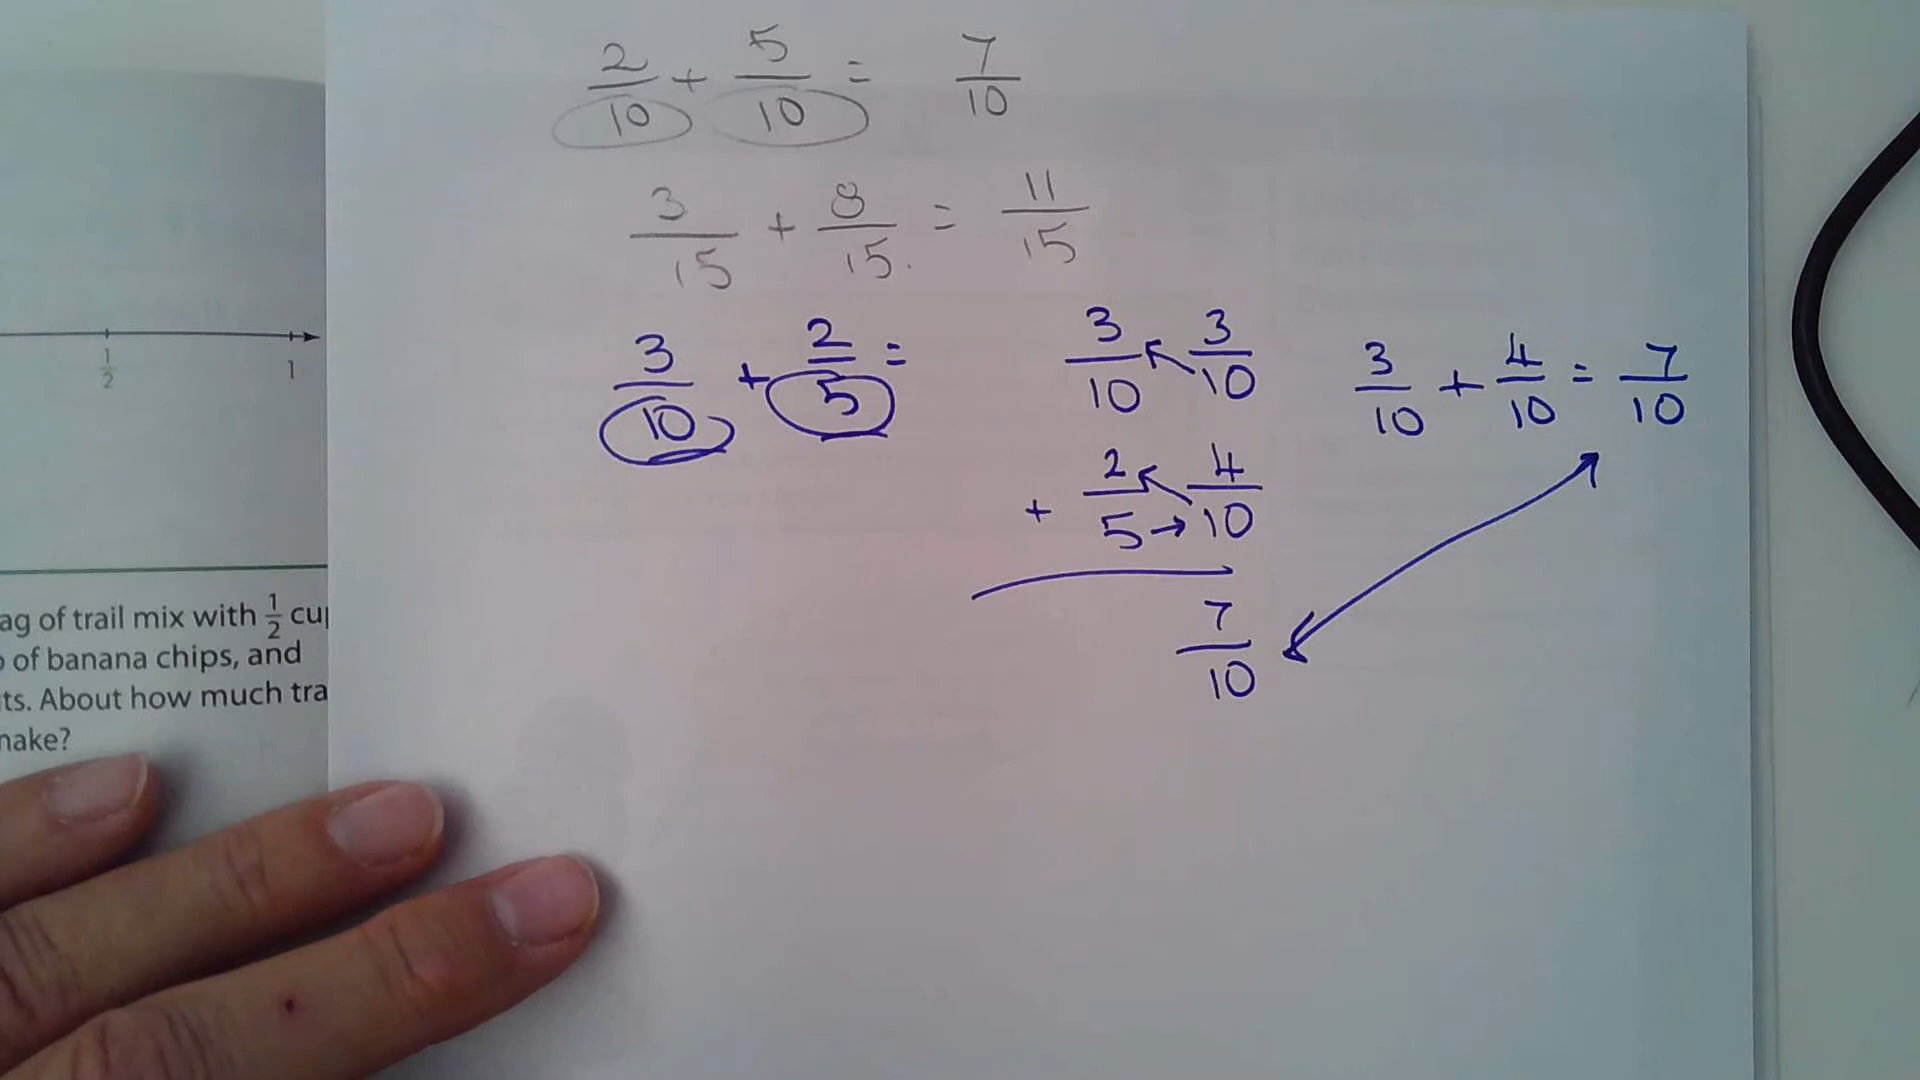 2/10 + 5/10 = 7/10
3/15 + 8/15. = 11/15
3/10 + 2/5 =
3/10 ↖ 3/10
+ 2/5 → ↖ 4/10
7/10
3/10 + 4/10 = 7/10
1/2 1
ag of trail mix with 1/2 cu
of banana chips, and
ts. About how much tra
make?